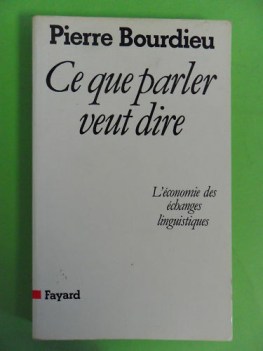 Pierre Bourdieu
Ce que parler
veut dire
L'économie des
échanges
linguistiques
Fayard